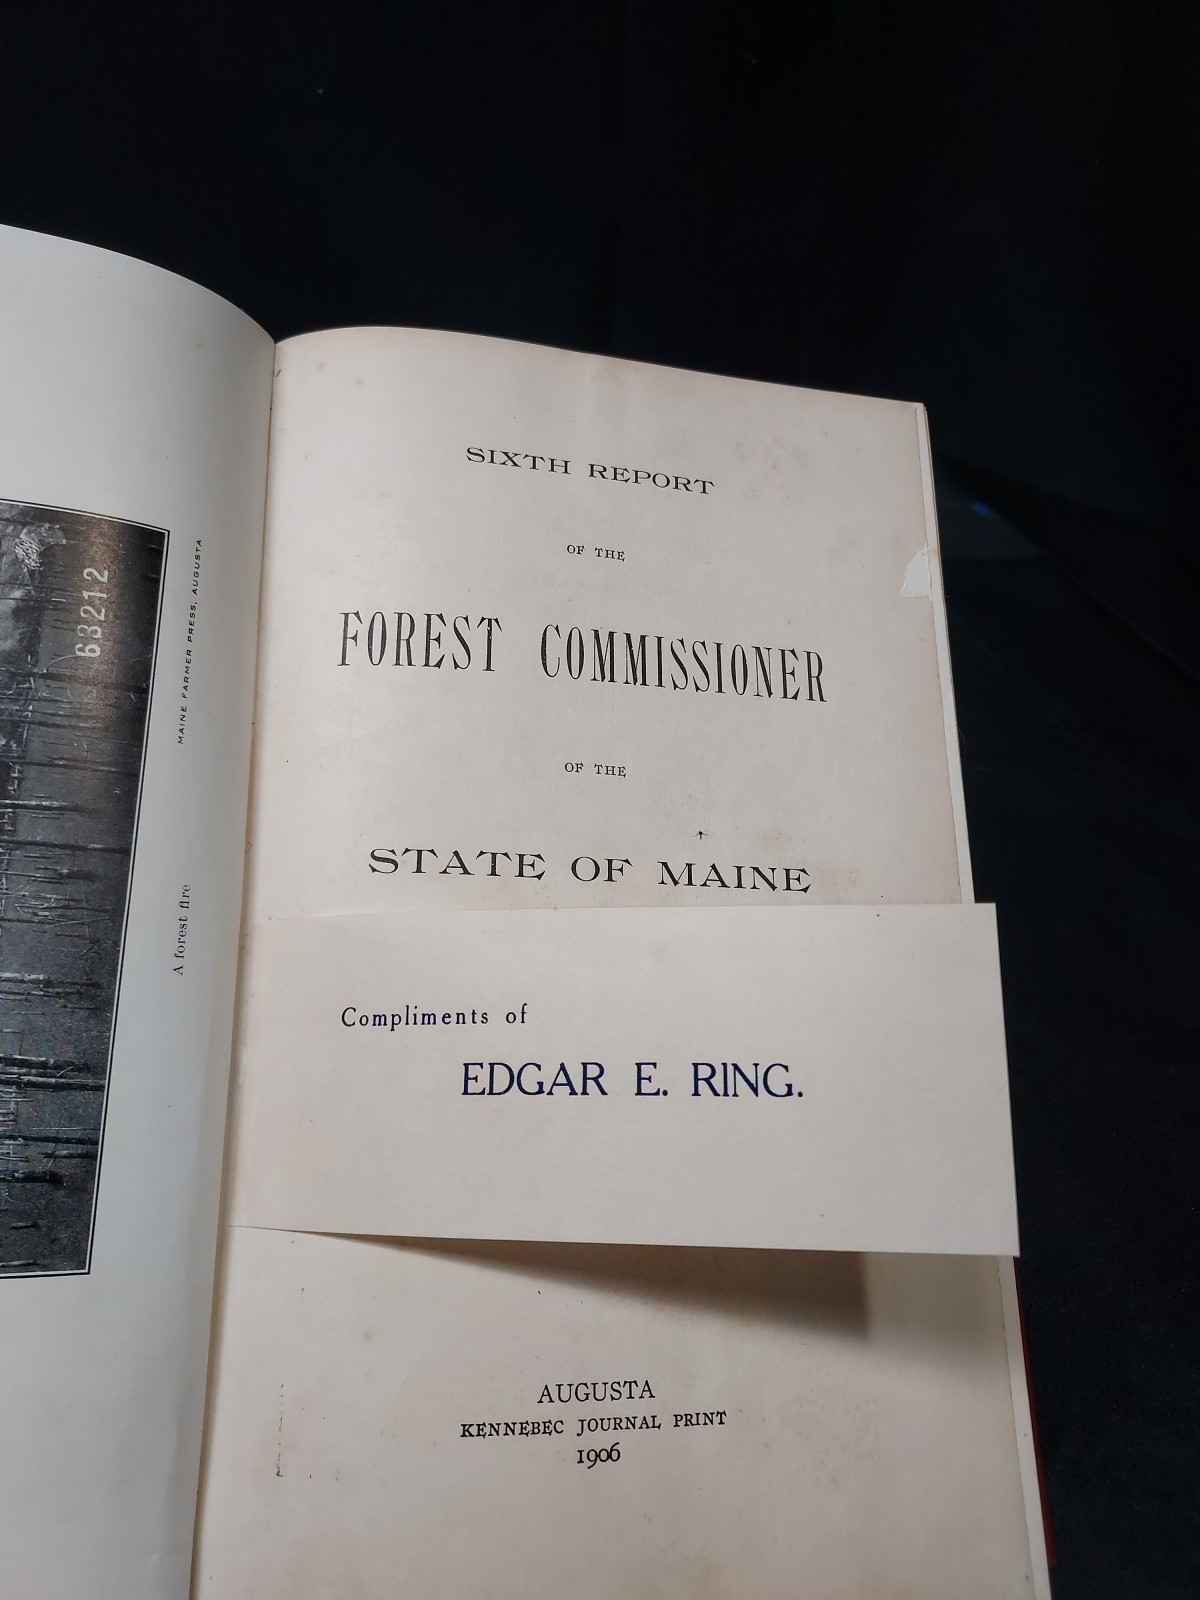 63212
MAINE FARMER PRESS, AUGUSTA
A forest fire
SIXTH REPORT
OF THE
FOREST COMMISSIONER
OF THE
STATE OF MAINE
Compliments of
EDGAR E. RING.
AUGUSTA
KENNEBEC JOURNAL PRINT
1906